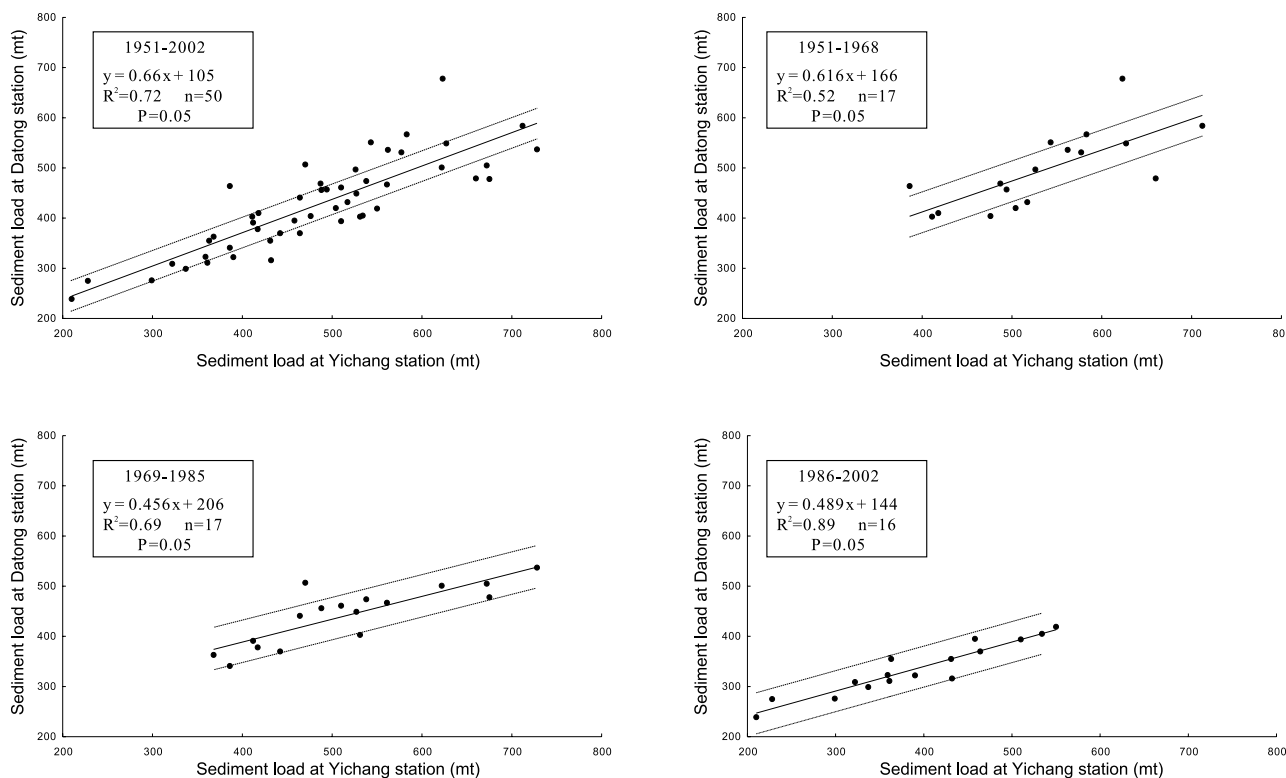 800
700
600
500
400
300
200
Sediment load at Datong station (mt)
1951-2002
y = 0.66x + 105
R²=0.72 n=50
P=0.05
200 300 400 500 600 700 800
Sediment load at Yichang station (mt)
800
700
600
500
400
300
200
Sediment load at Datong station (mt)
1951-1968
y = 0.616x + 166
R²=0.52 n=17
P=0.05
200 300 400 500 600 700 80
Sediment load at Yichang station (mt)
800
700
600
500
400
300
200
Sediment load at Datong station (mt)
1969-1985
y = 0.456x + 206
R²=0.69 n=17
P=0.05
200 300 400 500 600 700 800
Sediment load at Yichang station (mt)
800
700
600
500
400
300
200
Sediment load at Datong station (mt)
1986-2002
y = 0.489x + 144
R²=0.89 n=16
P=0.05
200 300 400 500 600 700 800
Sediment load at Yichang station (mt)